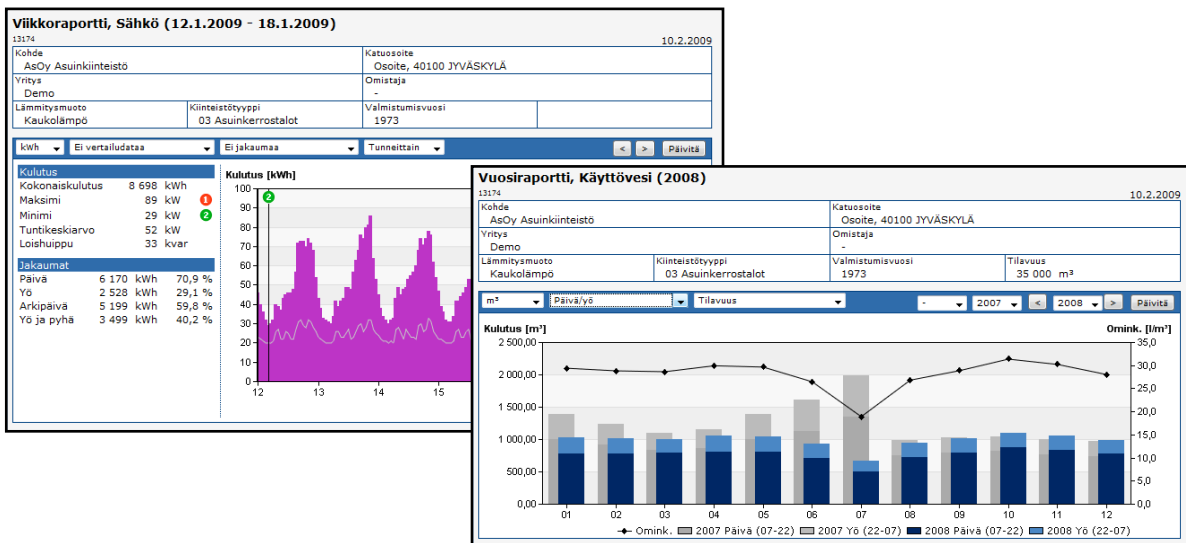 Viikkoraportti, Sähkö (12.1.2009 - 18.1.2009)
13174 10.2.2009
Kohde Katuosoite
AsOy Asuinkiinteistö Osoite, 40100 JYVÄSKYLÄ
Yritys Omistaja
Demo -
Lämmitysmuoto Kiinteistötyyppi Valmistumisvuosi
Kaukolämpö 03 Asuinkerrostalot 1973
kWh Ei vertailudataa Ei jakaumaa Tunneittain < > Päivitä
Kulutus
Kokonaiskulutus 8 698 kWh
Maksimi 89 kW 1
Minimi 29 kW 2
Tuntikeskiarvo 52 kW
Loishuippu 33 kvar
Jakaumat
Päivä 6 170 kWh 70,9 %
Yö 2 528 kWh 29,1 %
Arkipäivä 5 199 kWh 59,8 %
Yö ja pyhä 3 499 kWh 40,2 %
Kulutus [kWh]
100
2
90
80
70
60
50
40
30
20
10
0
12 13 14 15
Vuosiraportti, Käyttövesi (2008)
13174 10.2.2009
Kohde Katuosoite
AsOy Asuinkiinteistö Osoite, 40100 JYVÄSKYLÄ
Yritys Omistaja
Demo -
Lämmitysmuoto Kiinteistötyyppi Valmistumisvuosi Tilavuus
Kaukolämpö 03 Asuinkerrostalot 1973 35 000 m³
m³ Päivä/yö Tilavuus - 2007 < 2008 > Päivitä
Kulutus [m³] Omink. [l/m³]
2 500,00 35,0
30,0
2 000,00
25,0
1 500,00
20,0
1 000,00 15,0
10,0
500,00
5,0
0,00 0,0
01 02 03 04 05 06 07 08 09 10 11 12
Omink. 2007 Päivä (07-22) 2007 Yö (22-07) 2008 Päivä (07-22) 2008 Yö (22-07)